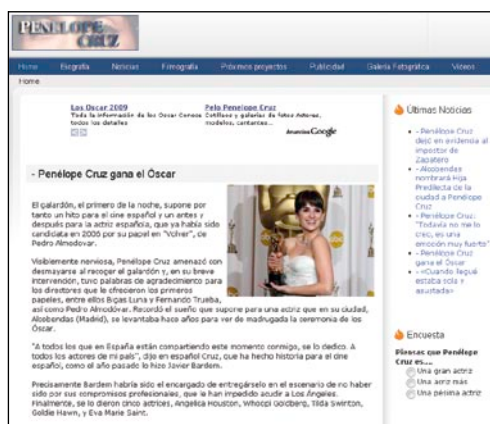 PENELOPE
CRUZ
Home Biografía Noticias Filmografía Próximos proyectos Publicidad Galería Fotográfica Videos
Home
Los Oscar 2009
Toda la información de los Oscar Conoce
todos los detalles
Pelo Penelope Cruz
Cotilleos y galerías de fotos Actores,
modelos, cantantes...
Anuncios Google
- Penélope Cruz gana el Óscar
El galardón, el primero de la noche, supone por
tanto un hito para el cine español y un antes y
después para la actriz española, que ya había sido
candidata en 2006 por su papel en "Volver", de
Pedro Almodovar.
Visiblemente nerviosa, Penélope Cruz amenazó con
desmayarse al recoger el galardón y, en su breve
intervención, tuvo palabras de agradecimiento para
los directores que le ofrecieron los primeros
papeles, entre ellos Bigas Luna y Fernando Trueba,
así como Pedro Almodovar. Recordó el sueño que supone para una actriz que en su ciudad,
Alcobendas (Madrid), se levantaba hace años para ver de madrugada la ceremonia de los
Óscar.
"A todos los que en España están compartiendo este momento conmigo, se lo dedico. A
todos los actores de mi país", dijo en español Cruz, que ha hecho historia para el cine
español, como el año pasado lo hizo Javier Bardem.
Precisamente Bardem habría sido el encargado de entregárselo en el escenario de no haber
sido por sus compromisos profesionales, que le han impedido acudir a Los Ángeles.
Finalmente, se lo dieron cinco actrices, Angelica Houston, Whoopi Goldberg, Tilda Swinton,
Goldie Hawn, y Eva Marie Saint.
Últimas Noticias
- Penélope Cruz
dejó en evidencia al
impostor de
Zapatero
- Alcobendas
nombrará Hija
Predilecta de la
ciudad a Penélope
Cruz
- Penélope Cruz:
"Todavía no me lo
creo, es una
emoción muy fuerte"
- Penélope Cruz
gana el Óscar
- «Cuando llegué
estaba sola y
asustada»
Encuesta
Piensas que Penélope
Cruz es....
Una gran actriz
Una actriz más
Una pésima actriz